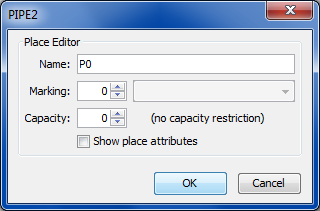 PIPE2
Place Editor
Name: P0
Marking: 0
Capacity: 0 (no capacity restriction)
Show place attributes
OK Cancel